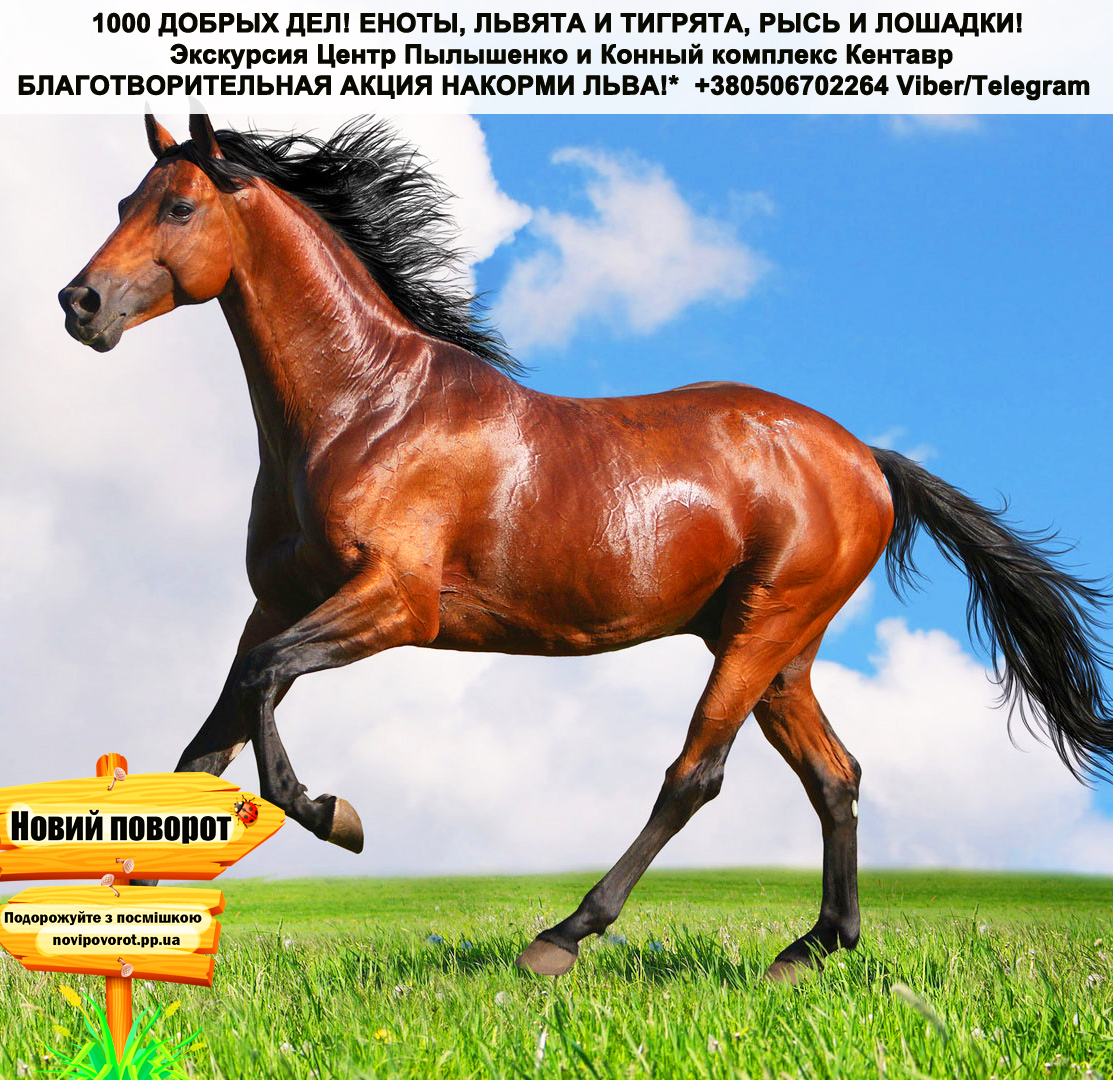 1000 ДОБРЫХ ДЕЛ! ЕНОТЫ, ЛЬВЯТА И ТИГРЯТА, РЫСЬ И ЛОШАДКИ!
Экскурсия Центр Пылышенко и Конный комплекс Кентавр
БЛАГОТВОРИТЕЛЬНАЯ АКЦИЯ НАКОРМИ ЛЬВА!* +380506702264 Viber/Telegram
Новий поворот
Подорожуйте з посмішкою
novipovorot.pp.ua